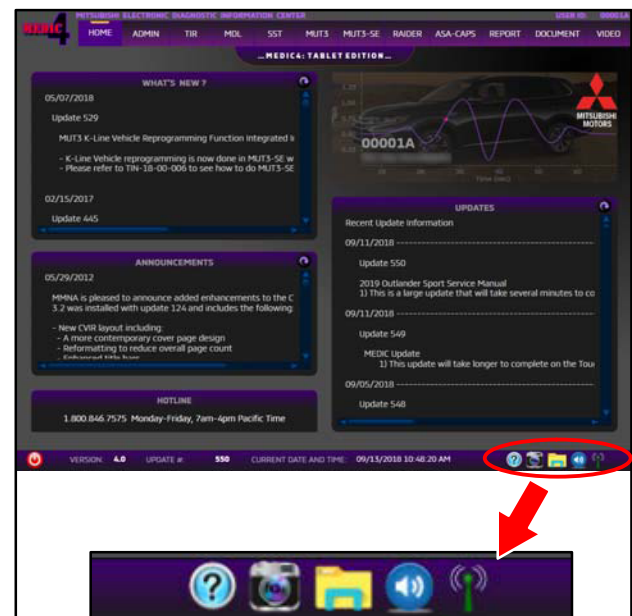 MITSUBISHI ELECTRONIC DIAGNOSTIC INFORMATION CENTER
USER ID: 00001A
MEDIC 4
HOME ADMIN TIR MDL SST MUT3 MUT3-SE RAIDER ASA-CAPS REPORT DOCUMENT VIDEO
_MEDIC4: TABLET EDITION_
WHAT'S NEW ?
05/07/2018
Update 529
MUT3 K-Line Vehicle Reprogramming Function Integrated i
- K-Line Vehicle reprogramming is now done in MUT3-SE w
- Please refer to TIN-18-00-006 to see how to do MUT3-SE
02/15/2017
Update 445
00001A
MITSUBISHI
MOTORS
ANNOUNCEMENTS
05/29/2012
MMNA is pleased to announce added enhancements to the C
3.2 was installed with update 124 and includes the following:
- New CVIR layout including:
- A more contemporary cover page design
- Reformatting to reduce overall page count
- Enhanced title bars
UPDATES
Recent Update Information
09/11/2018
Update 550
2019 Outlander Sport Service Manual
1) This is a large update that will take several minutes to co
09/11/2018
Update 549
MEDIC Update
1) This update will take longer to complete on the Tou
09/05/2018
Update 548
HOTLINE
1.800.846.7575 Monday-Friday, 7am-4pm Pacific Time
VERSION: 4.0 UPDATE #: 550 CURRENT DATE AND TIME: 09/13/2018 10:48:20 AM